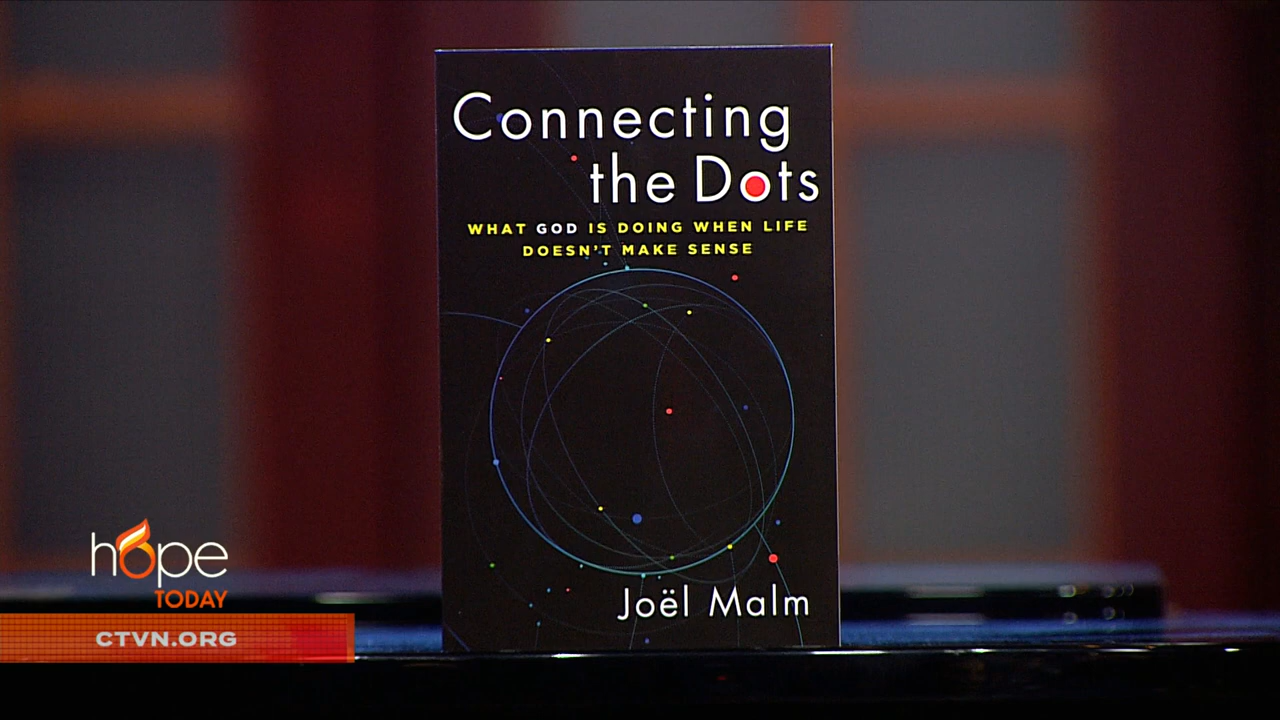 Connecting
the Dots
WHAT GOD IS DOING WHEN LIFE
DOESN'T MAKE SENSE
Joël Malm
hope
TODAY
CTVN.ORG